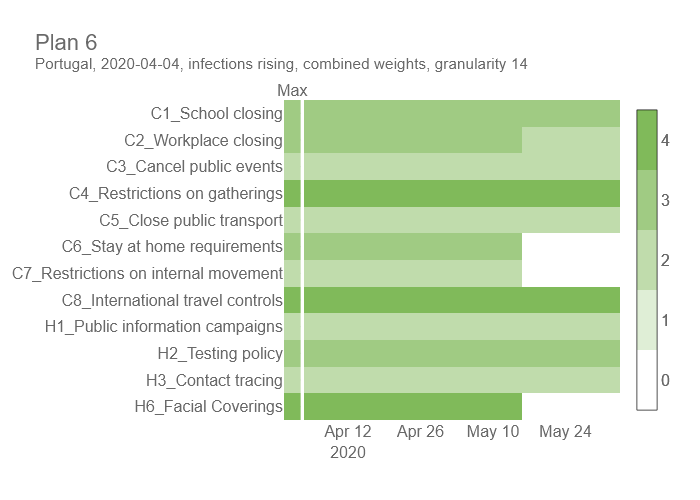 Plan 6
Portugal, 2020-04-04, infections rising, combined weights, granularity 14
Max
C1_School closing
C2_Workplace closing
C3_Cancel public events
C4_Restrictions on gatherings
C5_Close public transport
C6_Stay at home requirements
C7_Restrictions on internal movement
C8_International travel controls
H1_Public information campaigns
H2_Testing policy
H3_Contact tracing
H6_Facial Coverings
Apr 12 Apr 26 May 10 May 24
2020
4
3
2
1
0